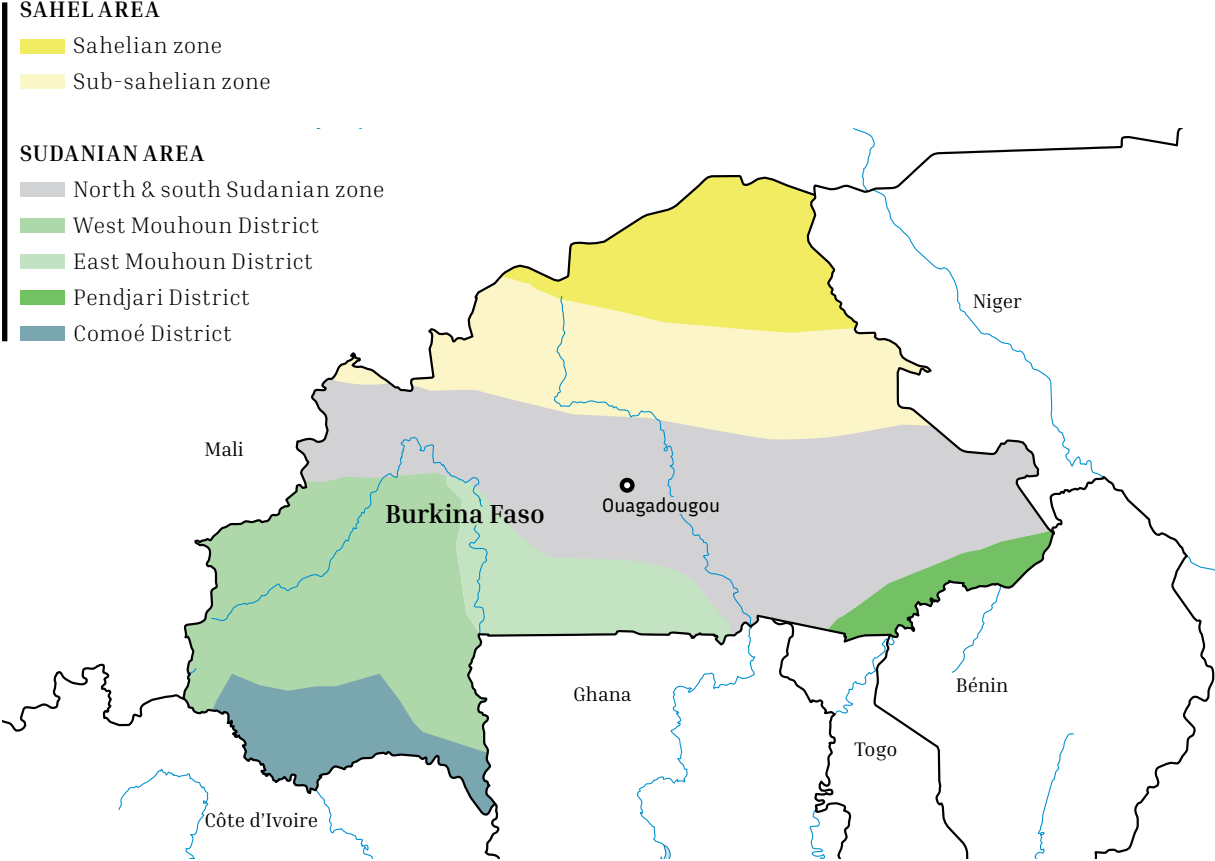 SAHEL AREA
Sahelian zone
Sub-sahelian zone
SUDANIAN AREA
North & south Sudanian zone
West Mouhoun District
East Mouhoun District
Pendjari District
Comoé District
Niger
Mali
Burkina Faso
Ouagadougou
Ghana
Bénin
Togo
Côte d'Ivoire